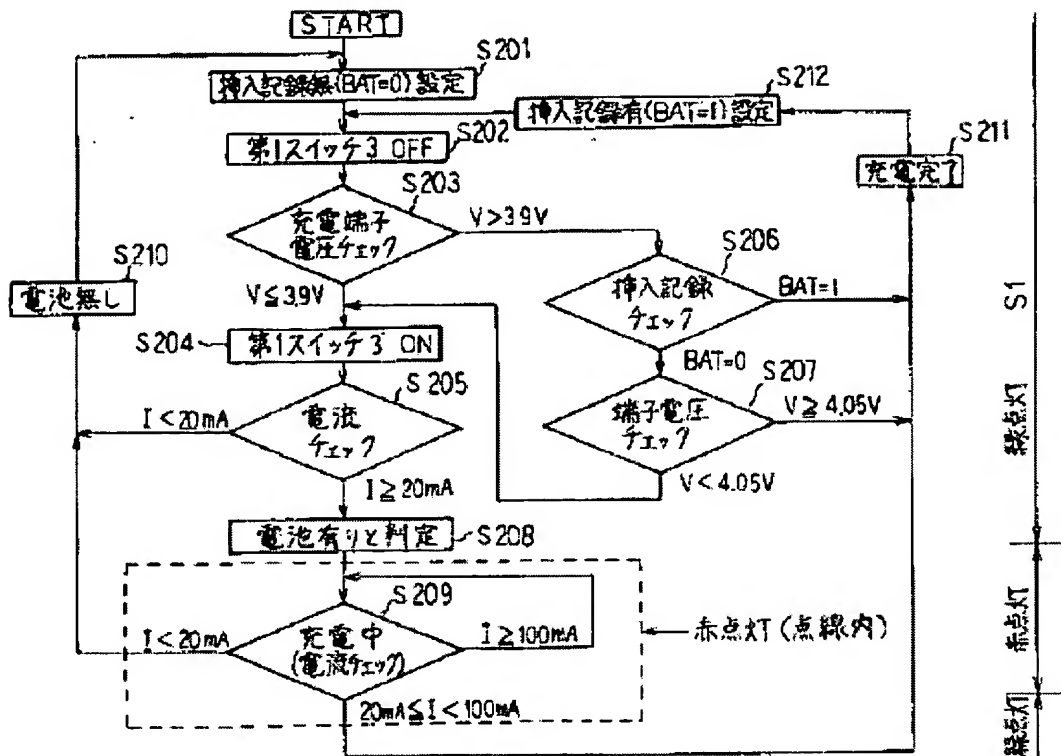 START
S201
挿入記録無(BAT=0)設定
S212
挿入記録有(BAT=1)設定
S202
第1スイッチ3 OFF
S211
充電完了
S203
充電端子
電圧チェック
V>3.9V
S206
挿入記録
チェック
BAT=1
S210
電池無し
V≦3.9V
S204
第1スイッチ3 ON
BAT=0
S207
端子電圧
チェック
V≧4.05V
V<4.05V
S205
電流
チェック
I<20mA
I≧20mA
電池有りと判定
S208
S209
充電中
(電流チェック)
I<20mA
I≧100mA
20mA≦I<100mA
赤点灯(点線内)
S1
緑点灯
赤点灯
緑点灯